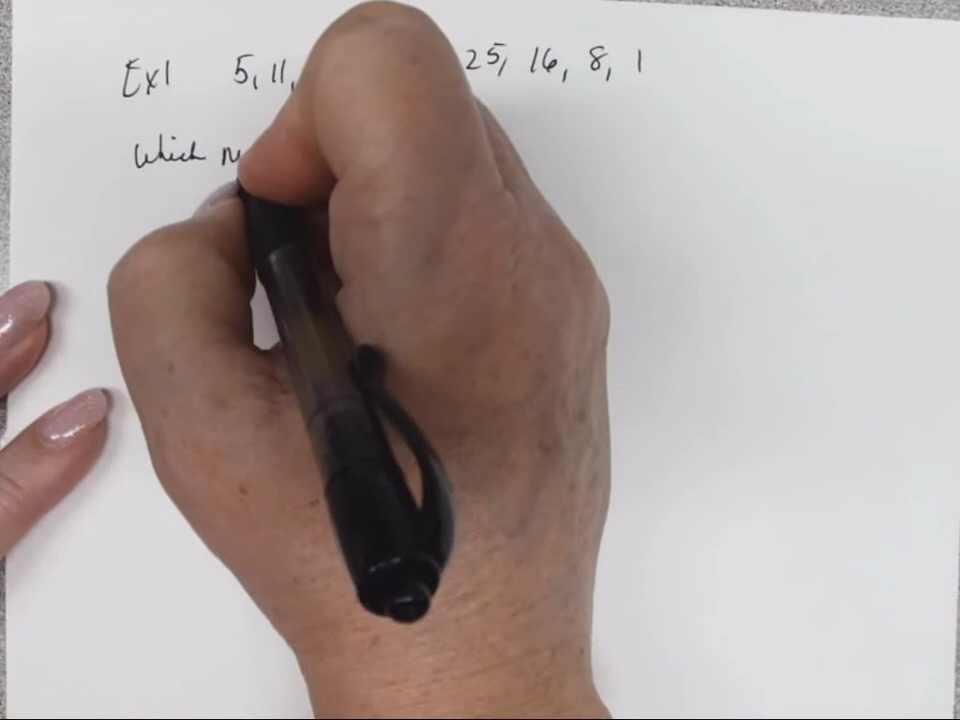 Ex1 5, 11, 25, 16, 8, 1
Which